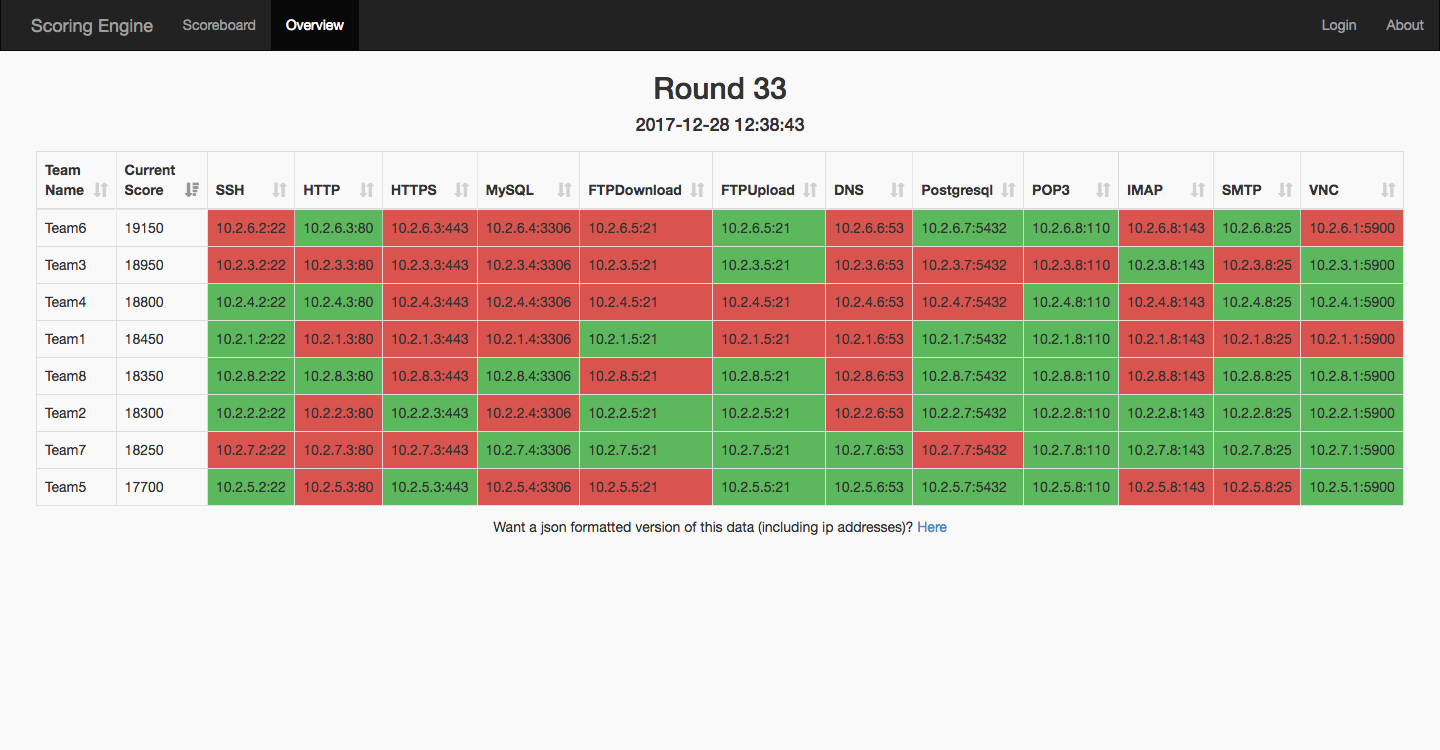 Scoring Engine Scoreboard Overview Login About
Round 33
2017-12-28 12:38:43
Team Current
Name Score SSH HTTP HTTPS MySQL FTPDownload FTPUpload DNS Postgresql POP3 IMAP SMTP VNC
Team6 19150 10.2.6.2:22 10.2.6.3:80 10.2.6.3:443 10.2.6.4:3306 10.2.6.5:21 10.2.6.5:21 10.2.6.6:53 10.2.6.7:5432 10.2.6.8:110 10.2.6.8:143 10.2.6.8:25 10.2.6.1:5900
Team3 18950 10.2.3.2:22 10.2.3.3:80 10.2.3.3:443 10.2.3.4:3306 10.2.3.5:21 10.2.3.5:21 10.2.3.6:53 10.2.3.7:5432 10.2.3.8:110 10.2.3.8:143 10.2.3.8:25 10.2.3.1:5900
Team4 18800 10.2.4.2:22 10.2.4.3:80 10.2.4.3:443 10.2.4.4:3306 10.2.4.5:21 10.2.4.5:21 10.2.4.6:53 10.2.4.7:5432 10.2.4.8:110 10.2.4.8:143 10.2.4.8:25 10.2.4.1:5900
Team1 18450 10.2.1.2:22 10.2.1.3:80 10.2.1.3:443 10.2.1.4:3306 10.2.1.5:21 10.2.1.5:21 10.2.1.6:53 10.2.1.7:5432 10.2.1.8:110 10.2.1.8:143 10.2.1.8:25 10.2.1.1:5900
Team8 18350 10.2.8.2:22 10.2.8.3:80 10.2.8.3:443 10.2.8.4:3306 10.2.8.5:21 10.2.8.5:21 10.2.8.6:53 10.2.8.7:5432 10.2.8.8:110 10.2.8.8:143 10.2.8.8:25 10.2.8.1:5900
Team2 18300 10.2.2.2:22 10.2.2.3:80 10.2.2.3:443 10.2.2.4:3306 10.2.2.5:21 10.2.2.5:21 10.2.2.6:53 10.2.2.7:5432 10.2.2.8:110 10.2.2.8:143 10.2.2.8:25 10.2.2.1:5900
Team7 18250 10.2.7.2:22 10.2.7.3:80 10.2.7.3:443 10.2.7.4:3306 10.2.7.5:21 10.2.7.5:21 10.2.7.6:53 10.2.7.7:5432 10.2.7.8:110 10.2.7.8:143 10.2.7.8:25 10.2.7.1:5900
Team5 17700 10.2.5.2:22 10.2.5.3:80 10.2.5.3:443 10.2.5.4:3306 10.2.5.5:21 10.2.5.5:21 10.2.5.6:53 10.2.5.7:5432 10.2.5.8:110 10.2.5.8:143 10.2.5.8:25 10.2.5.1:5900
Want a json formatted version of this data (including ip addresses)? Here